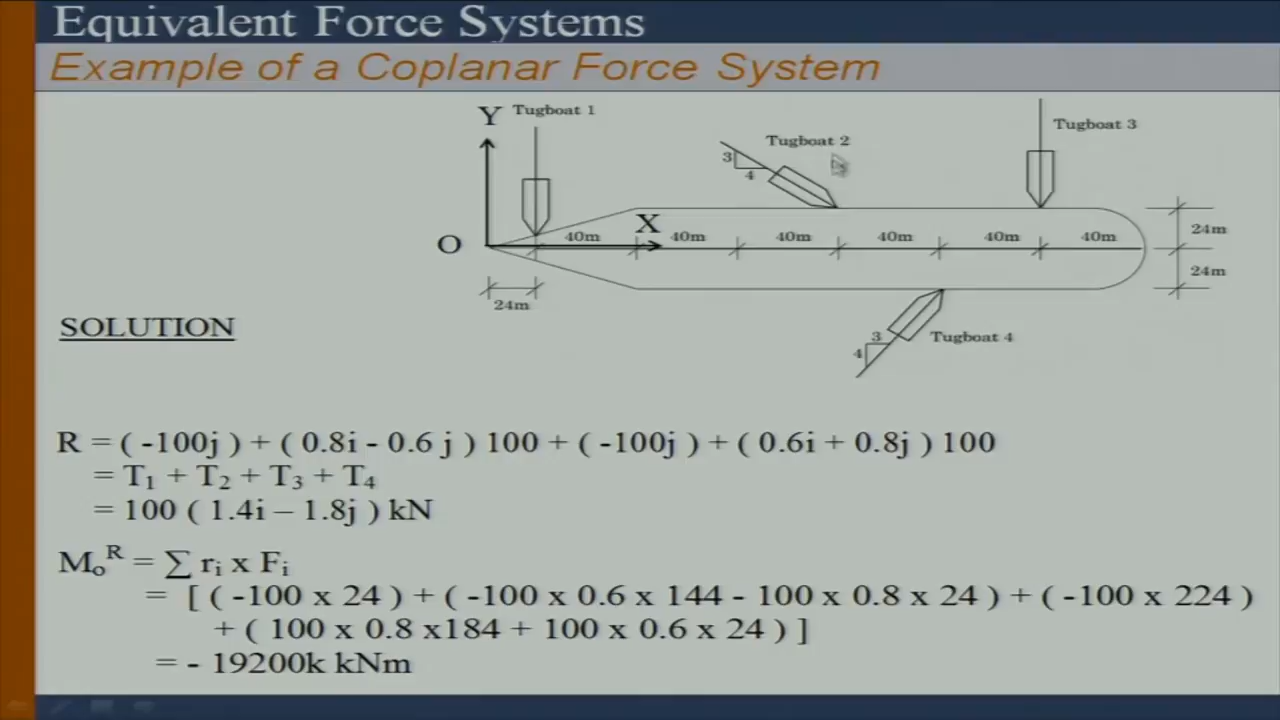 Equivalent Force Systems
Example of a Coplanar Force System
Y
Tugboat 1
Tugboat 2
Tugboat 3
3
4
O
X
40m 40m 40m 40m 40m 40m
24m
24m
24m
3
4
Tugboat 4
SOLUTION
R = ( -100j ) + ( 0.8i - 0.6 j ) 100 + ( -100j ) + ( 0.6i + 0.8j ) 100
= T₁ + T₂ + T₃ + T₄
= 100 ( 1.4i – 1.8j ) kN
Mₒᴿ = ∑ rᵢ x Fᵢ
= [ ( -100 x 24 ) + ( -100 x 0.6 x 144 - 100 x 0.8 x 24 ) + ( -100 x 224 )
+ ( 100 x 0.8 x184 + 100 x 0.6 x 24 ) ]
= - 19200k kNm